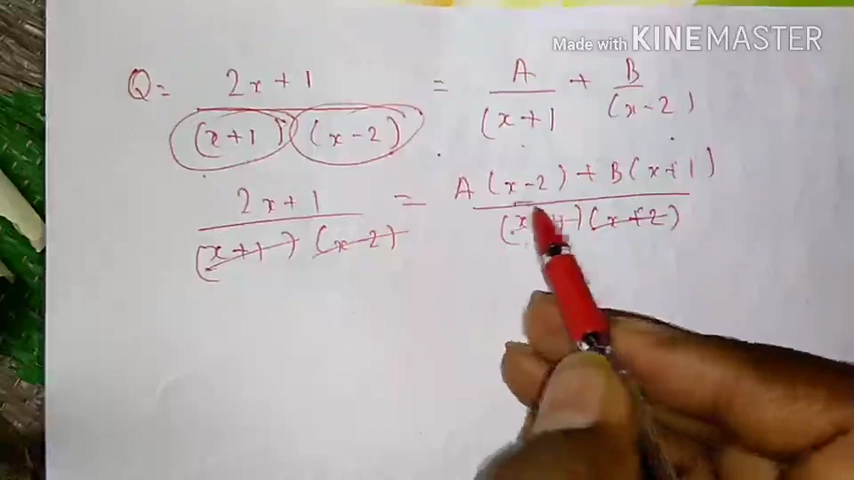 Made with KINEMASTER
Q= 2x+1 / (x+1)(x-2) = A / (x+1 + B / (x-2)
2x+1 / (x+1)(x-2) = A(x-2)+B(x+1) / (x+1)(x+2)